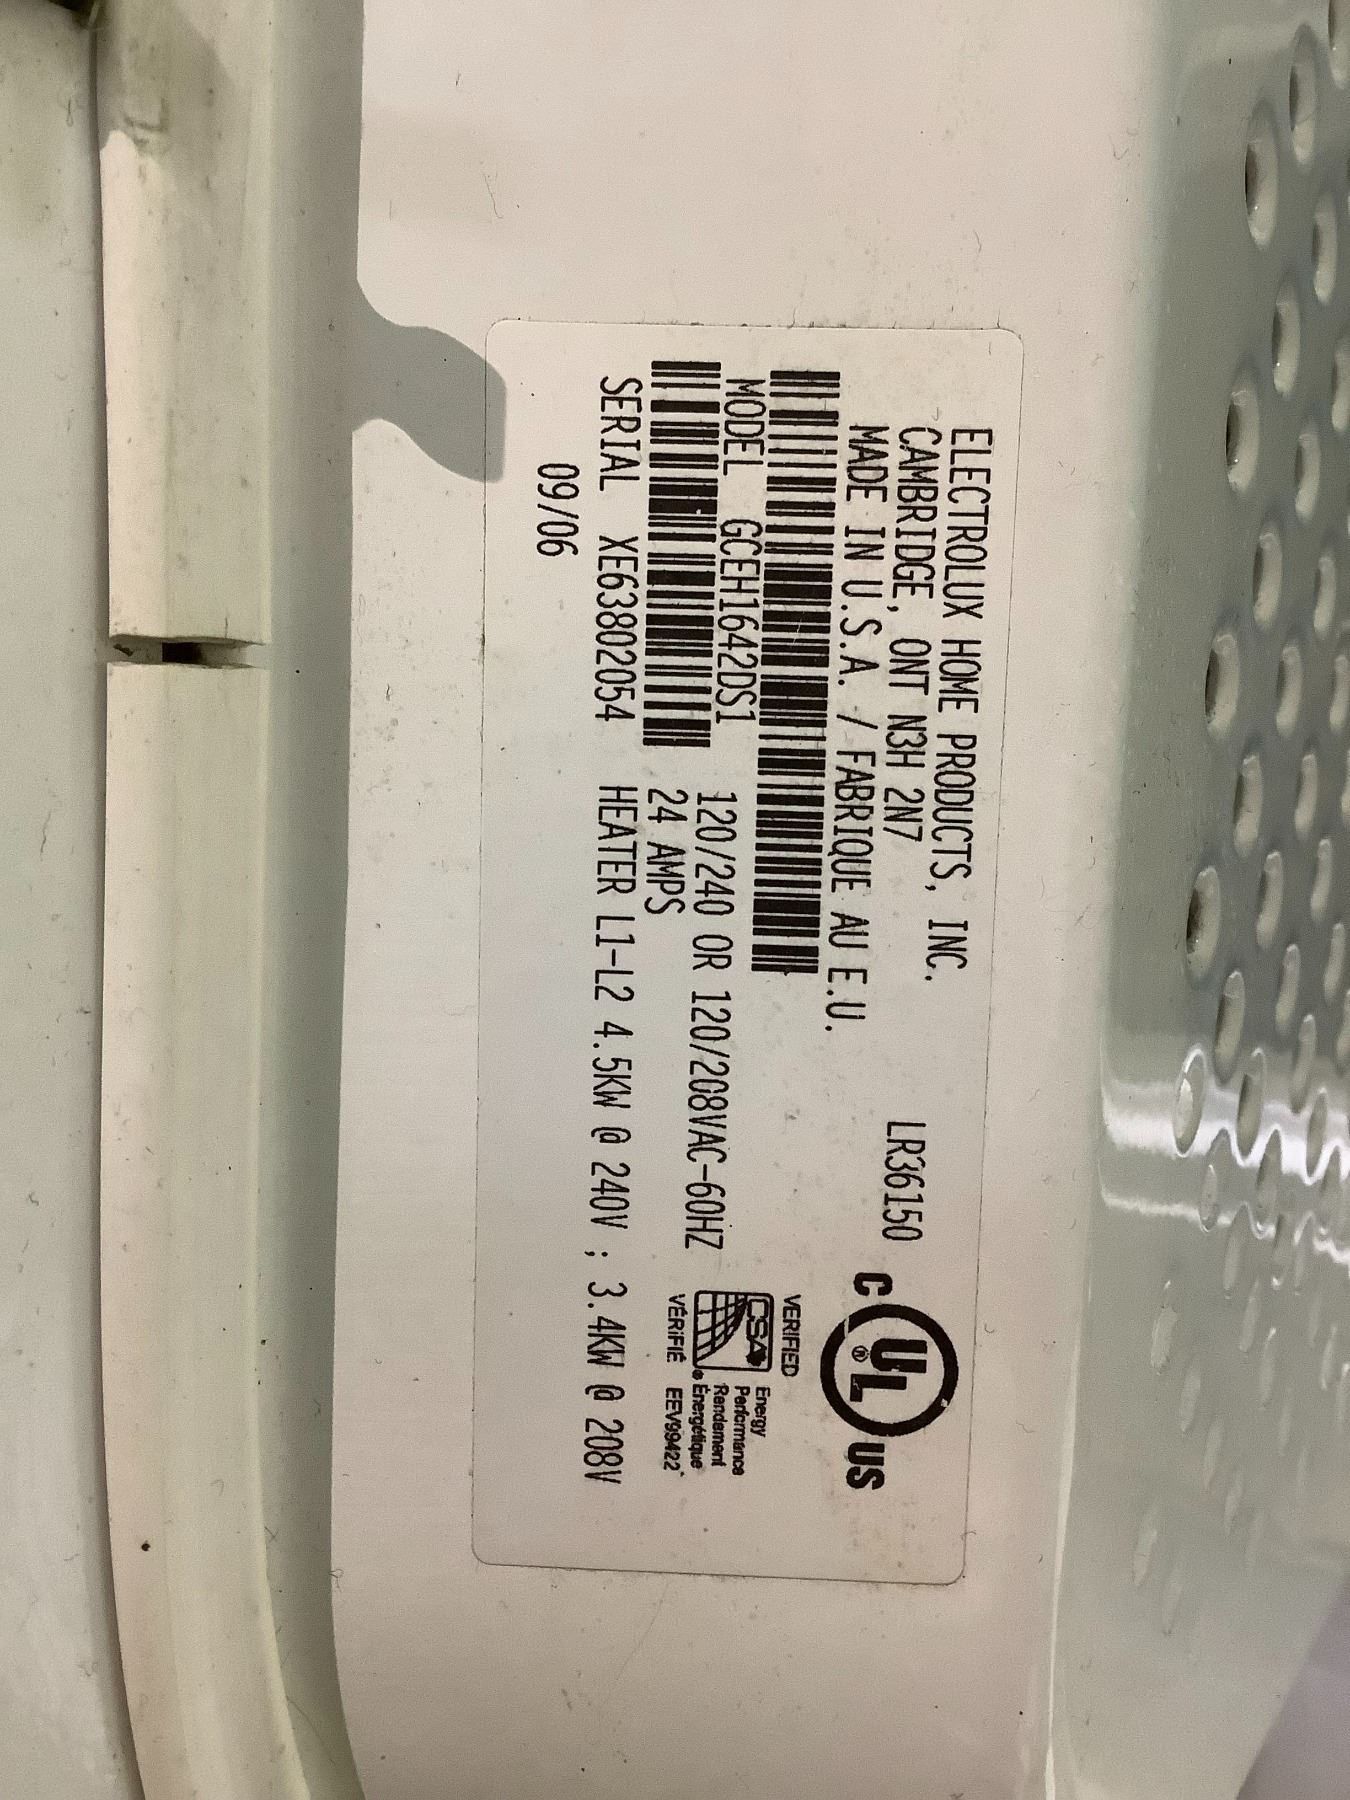 ELECTROLUX HOME PRODUCTS, INC.
CAMBRIDGE, ONT N3H 2N7
LR36150
MADE IN U.S.A. / FABRIQUE AU E.U.
C UL ® US
MODEL GCEH1642DS1
120/240 OR 120/208VAC-60HZ
24 AMPS
SERIAL XE63802054
HEATER L1-L2 4.5KW @ 240V ; 3.4KW @ 208V
09/06
VERIFIED
CSA ®
VÉRIFIÉ
Energy
Performance
Rendement
Énergétique
EEV99422